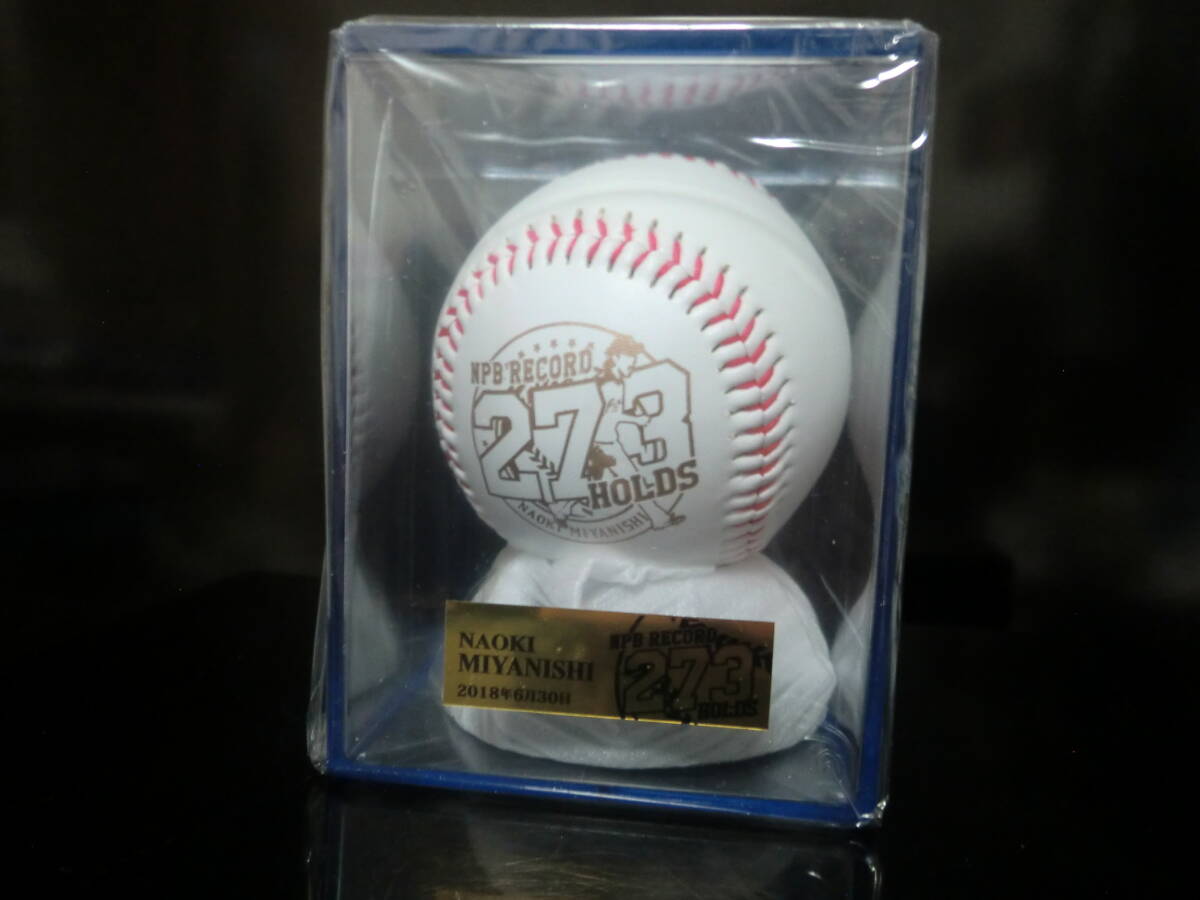 NPB RECORD
273
HOLDS
NAOKI MIYANISHI
NAOKI
MIYANISHI
2018年6月30日
NPB RECORD
273
HOLDS